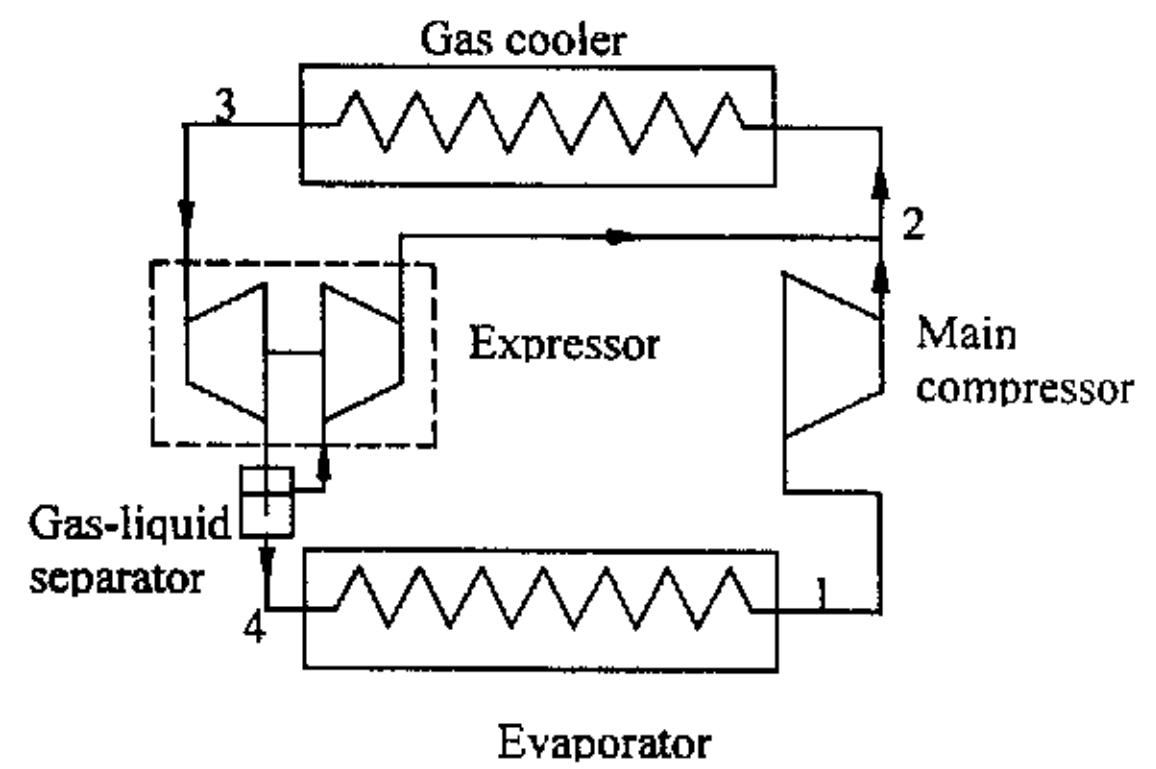 Gas cooler
3
2
Expressor
Main
compressor
Gas-liquid
separator
4
1
Evaporator